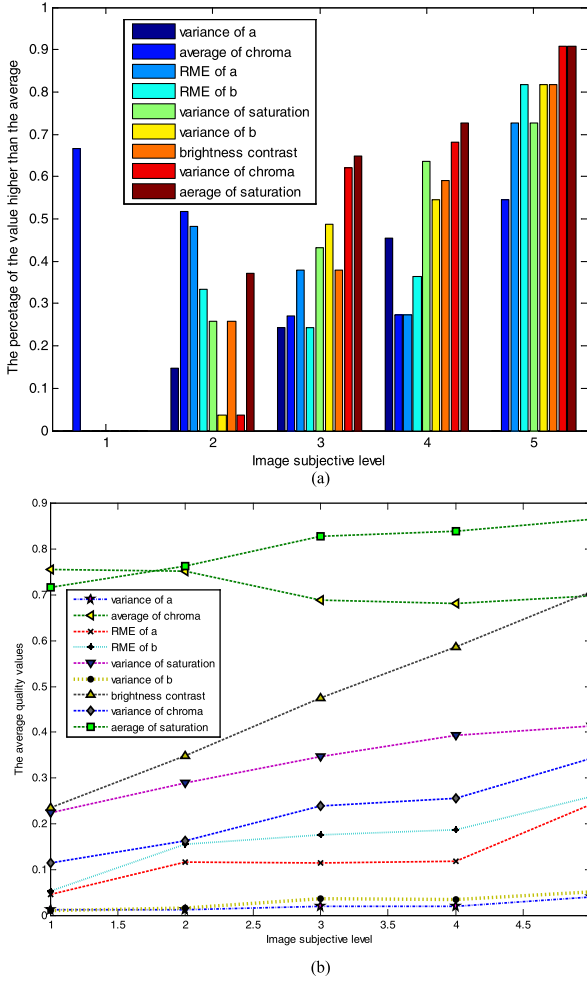 1
0.9
0.8
0.7
0.6
0.5
0.4
0.3
0.2
0.1
0
The percetage of the value higher than the average
variance of a
average of chroma
RME of a
RME of b
variance of saturation
variance of b
brightness contrast
variance of chroma
aerage of saturation
1 2 3 4 5
Image subjective level
(a)
0.9
0.8
0.7
0.6
0.5
0.4
0.3
0.2
0.1
0
The average quality values
variance of a
average of chroma
RME of a
RME of b
variance of saturation
variance of b
brightness contrast
variance of chroma
aerage of saturation
1 1.5 2 2.5 3 3.5 4 4.5
Image subjective level
(b)